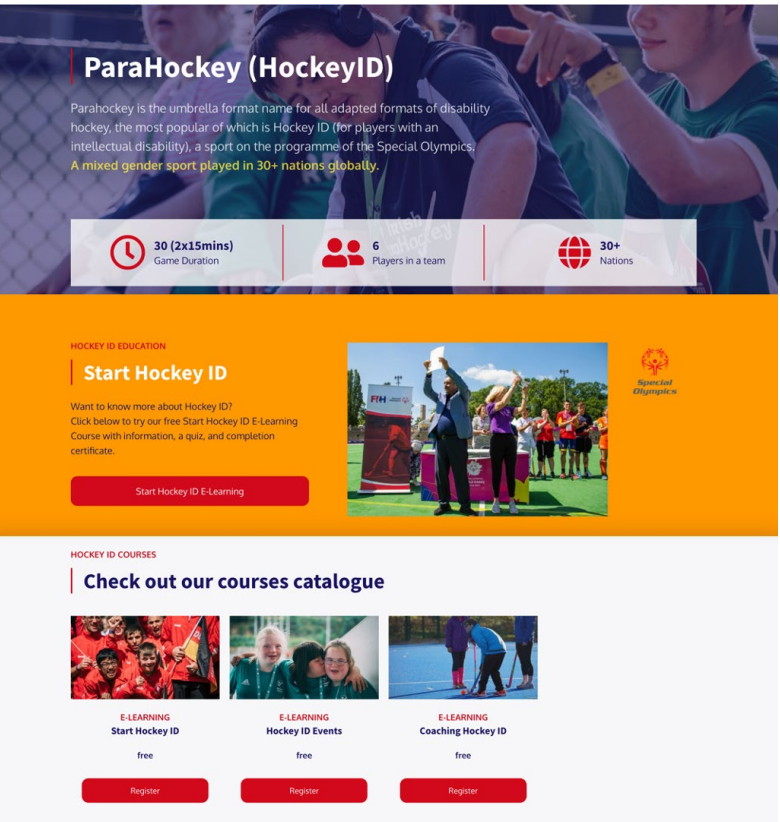 ParaHockey (HockeyID)
Parahockey is the umbrella format name for all adapted formats of disability
hockey, the most popular of which is Hockey ID (for players with an
intellectual disability), a sport on the programme of the Special Olympics.
A mixed gender sport played in 30+ nations globally.
30 (2x15mins)
Game Duration
6
Players in a team
30+
Nations
HOCKEY ID EDUCATION
Start Hockey ID
Want to know more about Hockey ID?
Click below to try our free Start Hockey ID E-Learning
Course with information, a quiz, and completion
certificate.
Start Hockey ID E-Learning
FIH
Special
Olympics
HOCKEY ID COURSES
Check out our courses catalogue
E-LEARNING
Start Hockey ID
free
Register
E-LEARNING
Hockey ID Events
free
Register
E-LEARNING
Coaching Hockey ID
free
Register